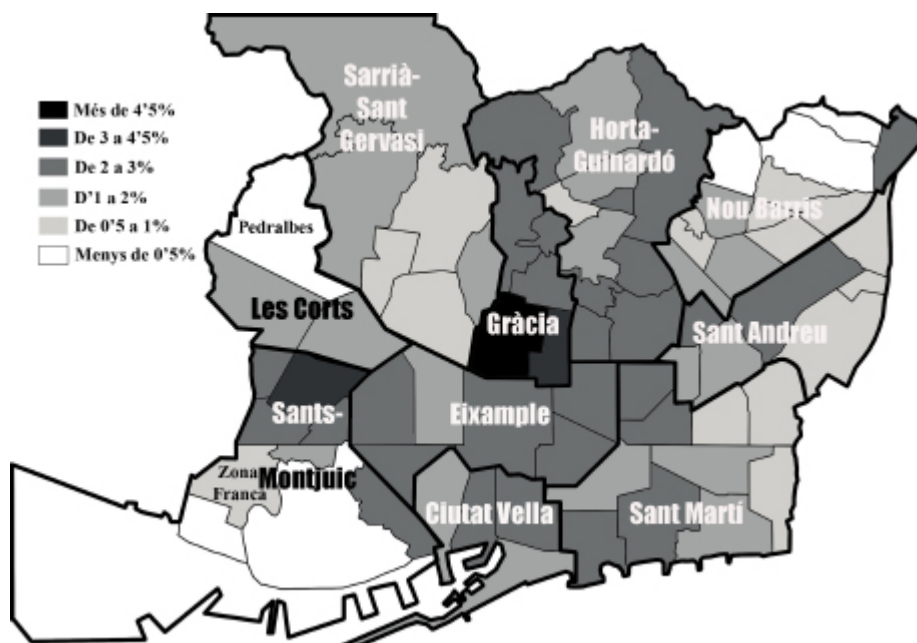 Sarrià-
Sant
Gervasi
Horta-
Guinardó
Més de 4'5%
De 3 a 4'5%
De 2 a 3%
D'1 a 2%
De 0'5 a 1%
Menys de 0'5%
Nou Barris
Pedralbes
Les Corts
Gràcia
Sant Andreu
Sants-
Montjuic
Eixample
Zona
Franca
Ciutat Vella
Sant Martí